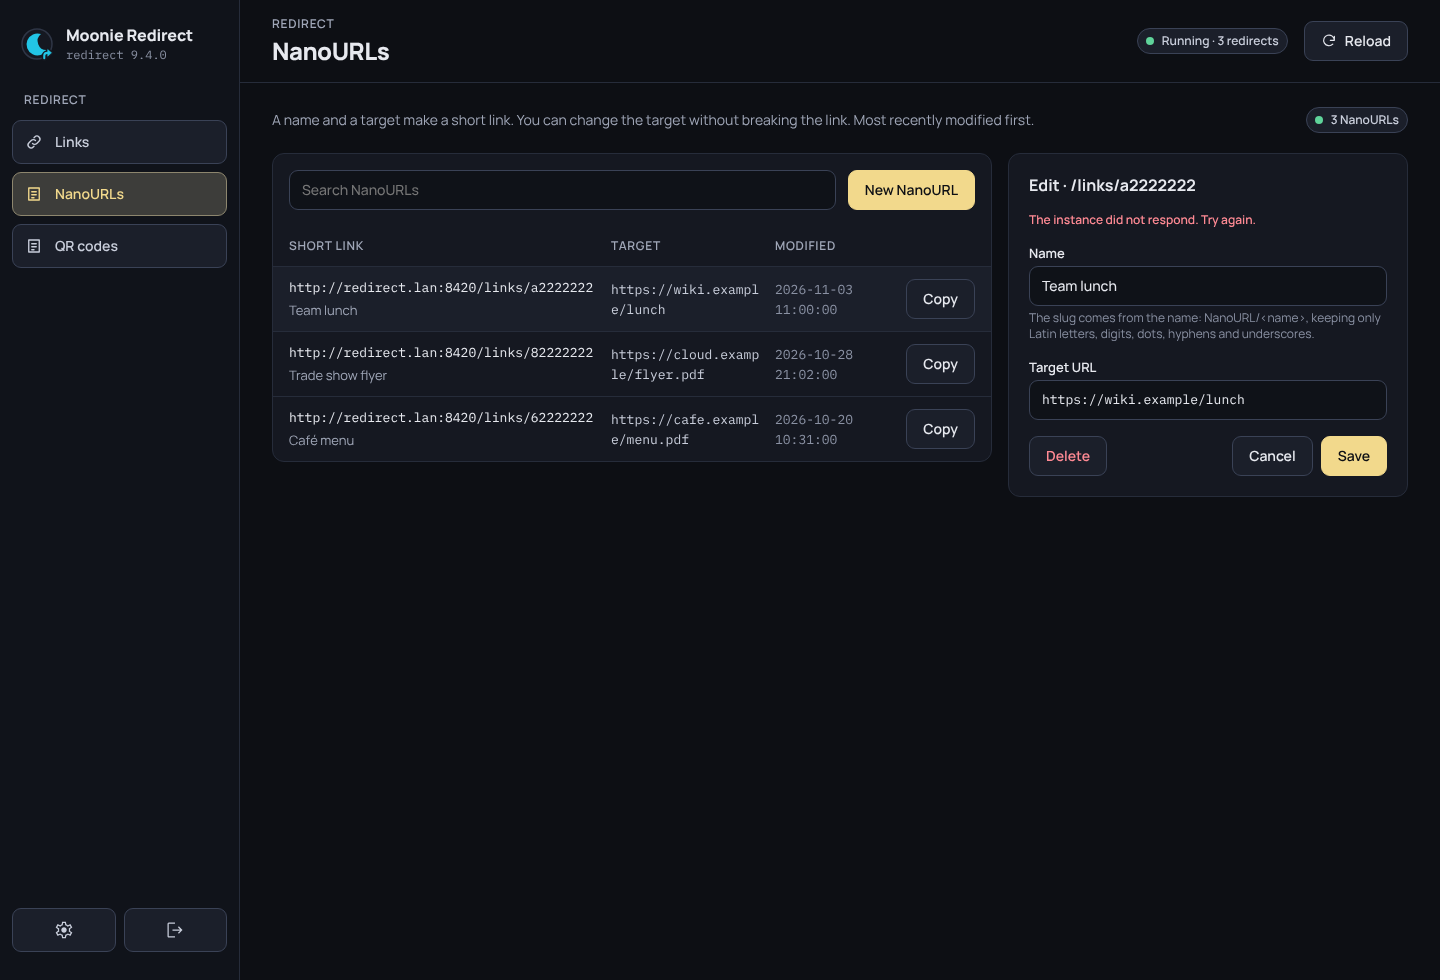 Moonie Redirect
redirect 9.4.0
REDIRECT
Links
NanoURLs
QR codes
REDIRECT
NanoURLs
Running · 3 redirects
Reload
A name and a target make a short link. You can change the target without breaking the link. Most recently modified first.
3 NanoURLs
Search NanoURLs
New NanoURL
SHORT LINK
TARGET
MODIFIED
http://redirect.lan:8420/links/a2222222
Team lunch
https://wiki.exampl
e/lunch
2026-11-03
11:00:00
Copy
http://redirect.lan:8420/links/82222222
Trade show flyer
https://cloud.examp
le/flyer.pdf
2026-10-28
21:02:00
Copy
http://redirect.lan:8420/links/62222222
Café menu
https://cafe.exampl
e/menu.pdf
2026-10-20
10:31:00
Copy
Edit · /links/a2222222
The instance did not respond. Try again.
Name
Team lunch
The slug comes from the name: NanoURL/<name>, keeping only
Latin letters, digits, dots, hyphens and underscores.
Target URL
https://wiki.example/lunch
Delete
Cancel
Save